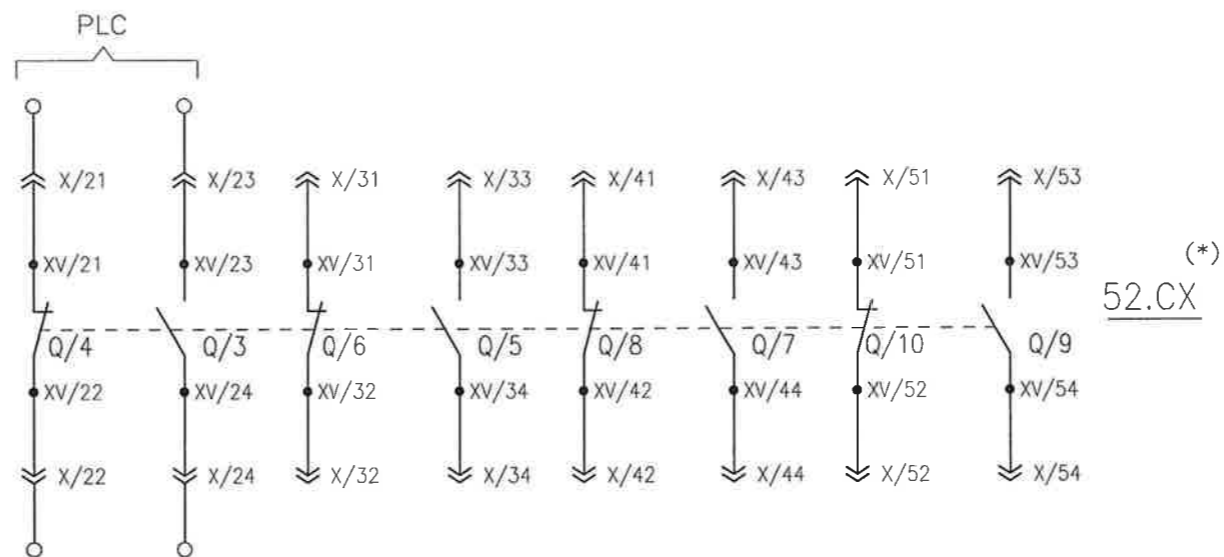 PLC
X/21 X/23 X/31 X/33 X/41 X/43 X/51 X/53
XV/21 XV/23 XV/31 XV/33 XV/41 XV/43 XV/51 XV/53
(*)
52.CX
Q/4 Q/3 Q/6 Q/5 Q/8 Q/7 Q/10 Q/9
XV/22 XV/24 XV/32 XV/34 XV/42 XV/44 XV/52 XV/54
X/22 X/24 X/32 X/34 X/42 X/44 X/52 X/54